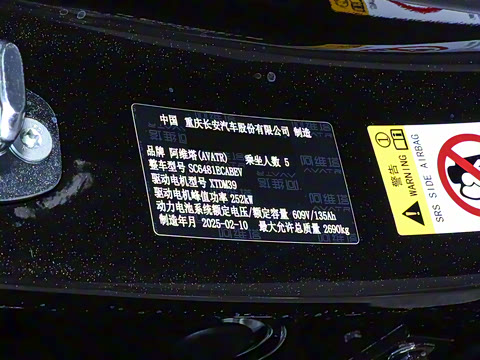 中国 重庆长安汽车股份有限公司 制造
品牌 阿维塔(AVATR) 乘坐人数 5
整车型号 SC6481ECABEV
驱动电机型号 XTDM39
驱动电机峰值功率 252kW
动力电池系统额定电压/额定容量 609V/135Ah
制造年月 2025-02-10 最大允许总质量 2690kg
警告
WARNING
SRS SIDE AIRBAG